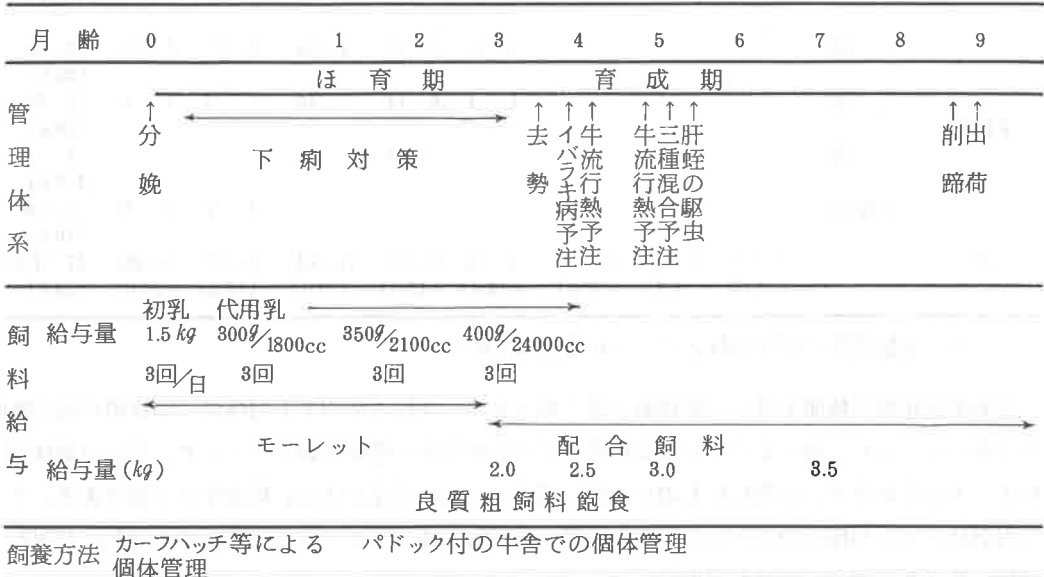 月齢 0 1 2 3 4 5 6 7 8 9
管理体系
ほ育期 育成期
↑ ↑ ↑ ↑ ↑ ↑ ↑ ↑ ↑
分娩
下痢対策
去勢
イバラキ病予注
牛流行熱予注
牛流行熱予注
三種混合予注
肝蛭の駆虫
削蹄
出荷
飼料給与
初乳 代用乳
給与量 1.5kg 300g/1800cc 350g/2100cc 400g/24000cc
3回/日 3回 3回 3回
モーレット 配合飼料
給与量(kg) 2.0 2.5 3.0 3.5
良質粗飼料飽食
飼養方法 カーフハッチ等による パドック付の牛舎での個体管理
個体管理